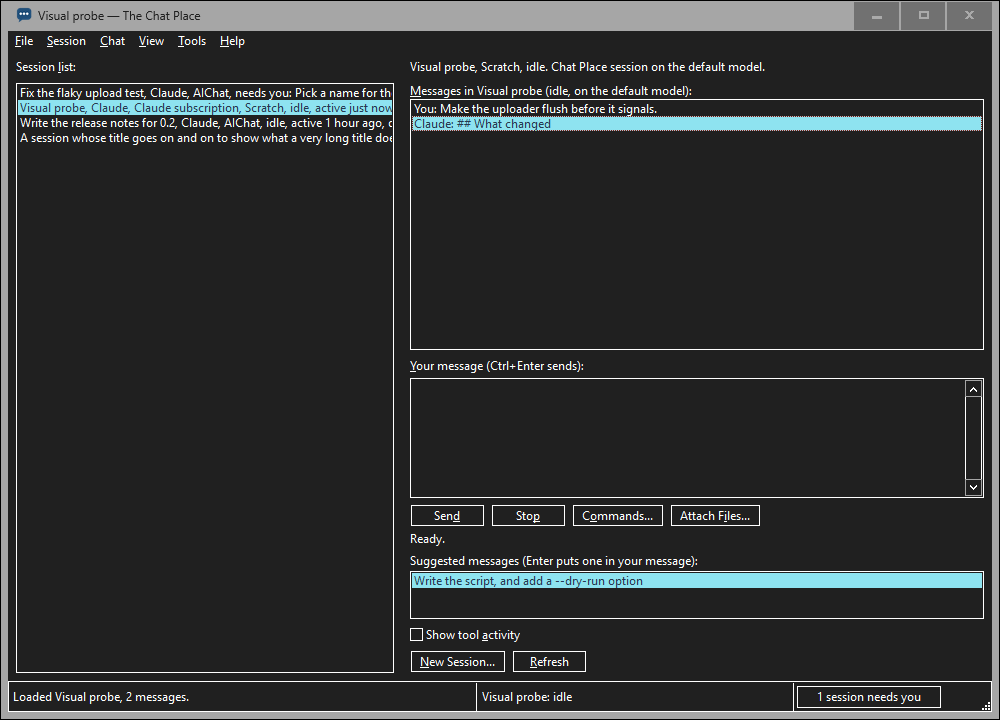 Visual probe — The Chat Place
File Session Chat View Tools Help
Session list:
Fix the flaky upload test, Claude, AIChat, needs you: Pick a name for th
Visual probe, Claude, Claude subscription, Scratch, idle, active just now
Write the release notes for 0.2, Claude, AIChat, idle, active 1 hour ago, c
A session whose title goes on and on to show what a very long title doe
Visual probe, Scratch, idle. Chat Place session on the default model.
Messages in Visual probe (idle, on the default model):
You: Make the uploader flush before it signals.
Claude: ## What changed
Your message (Ctrl+Enter sends):
Send Stop Commands... Attach Files...
Ready.
Suggested messages (Enter puts one in your message):
Write the script, and add a --dry-run option
Show tool activity
New Session... Refresh
Loaded Visual probe, 2 messages.
Visual probe: idle
1 session needs you